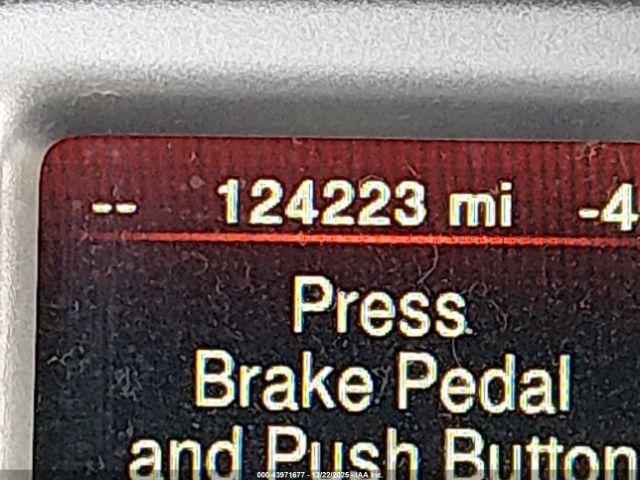 -- 124223 mi -4
Press
Brake Pedal
and Push Button
000-43971677 - 12/22/2025 - IAA Inc.